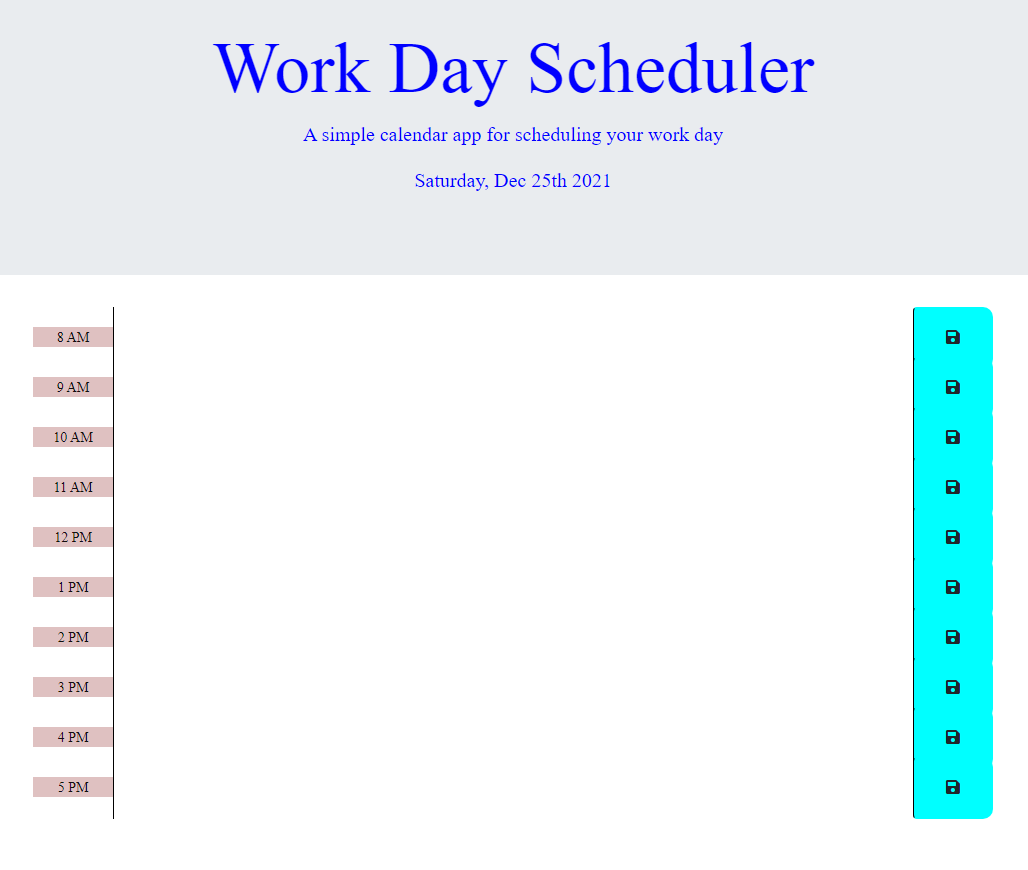 Work Day Scheduler
A simple calendar app for scheduling your work day
Saturday, Dec 25th 2021
8 AM
9 AM
10 AM
11 AM
12 PM
1 PM
2 PM
3 PM
4 PM
5 PM